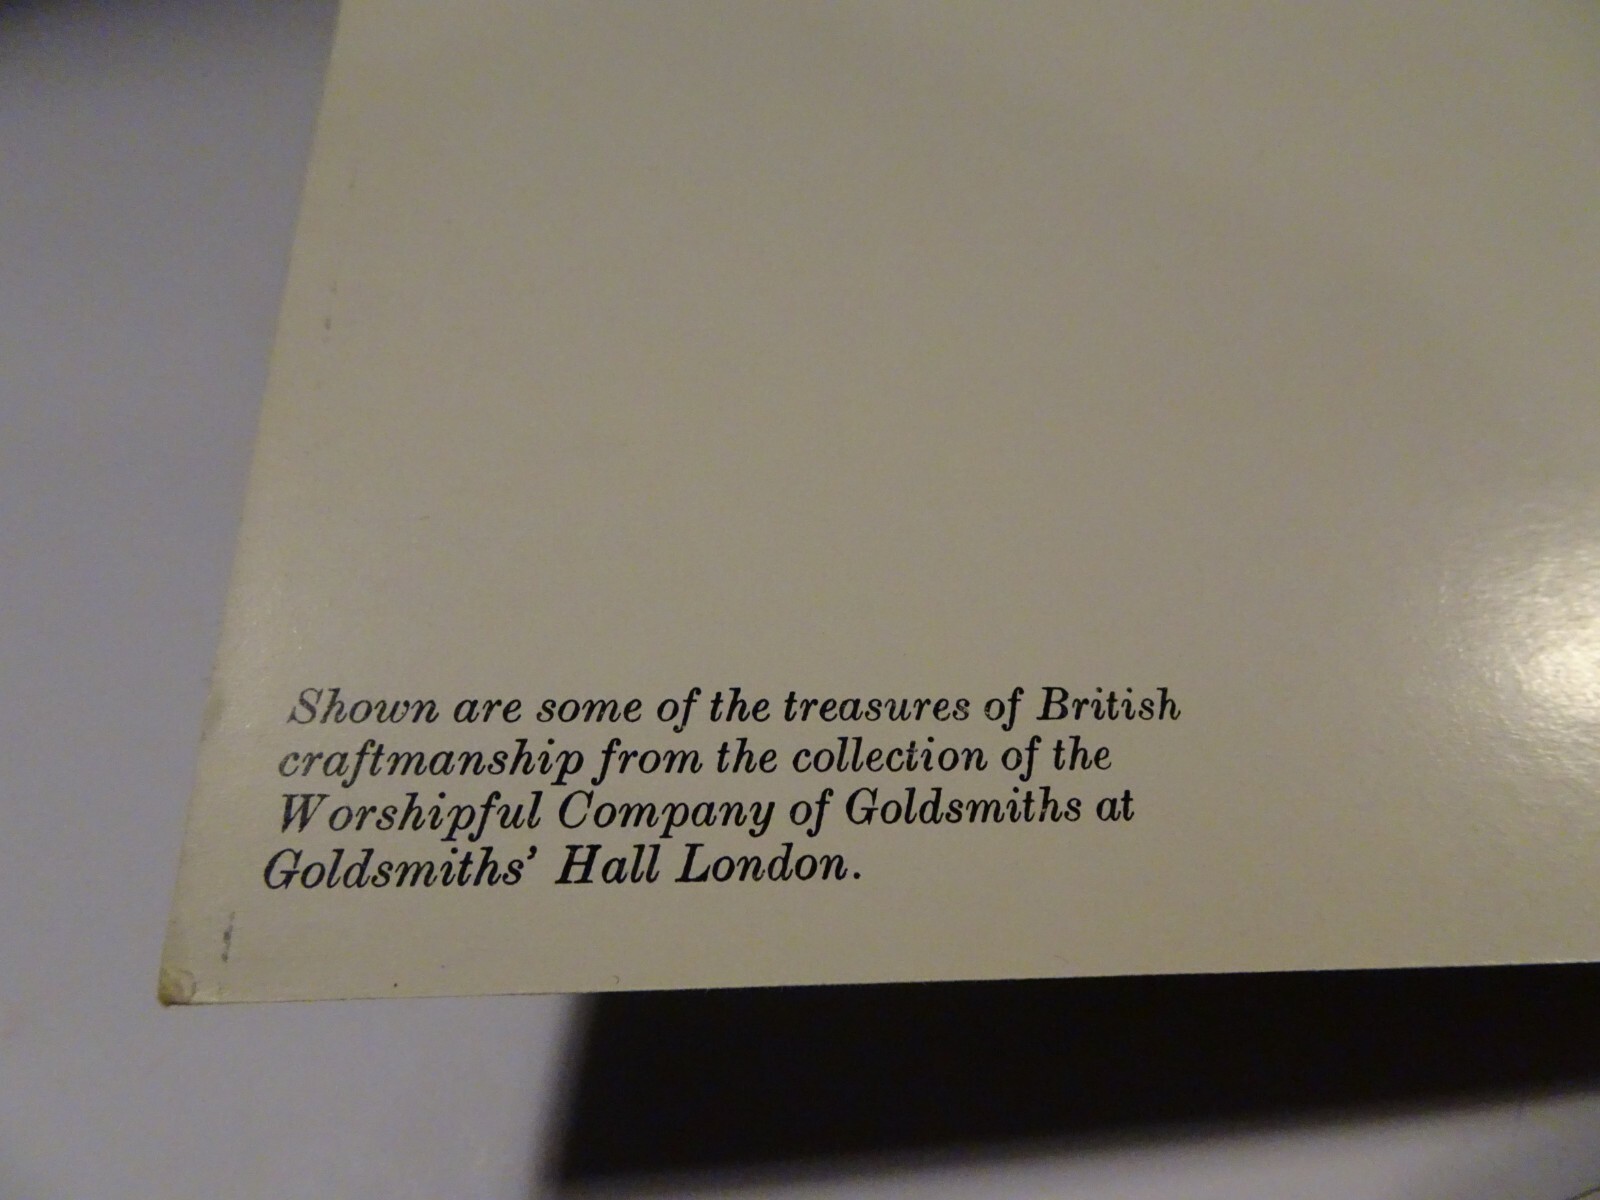 Shown are some of the treasures of British
craftmanship from the collection of the
Worshipful Company of Goldsmiths at
Goldsmiths' Hall London.